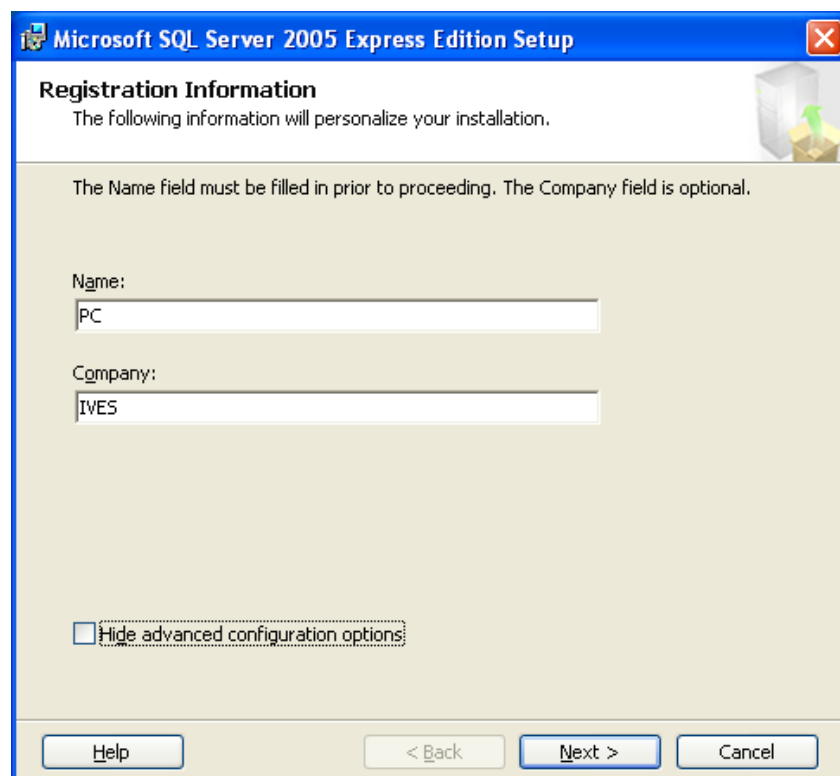 Microsoft SQL Server 2005 Express Edition Setup
Registration Information
The following information will personalize your installation.
The Name field must be filled in prior to proceeding. The Company field is optional.
Name:
PC
Company:
IVES
Hide advanced configuration options
Help
< Back
Next >
Cancel